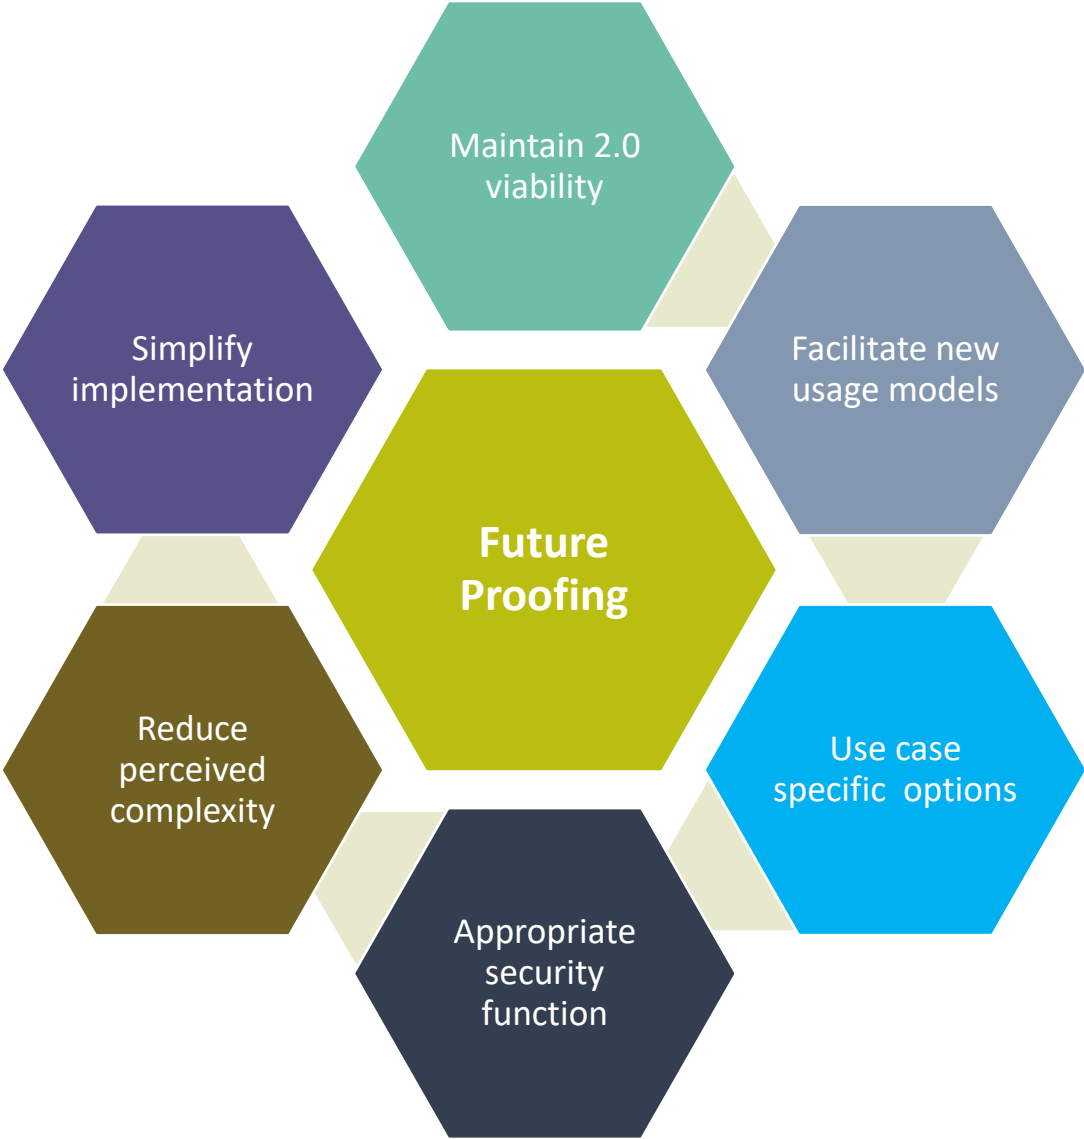 Maintain 2.0
viability
Facilitate new
usage models
Use case
specific  options
Appropriate
security
function
Reduce
perceived
complexity
Simplify
implementation
Future
Proofing